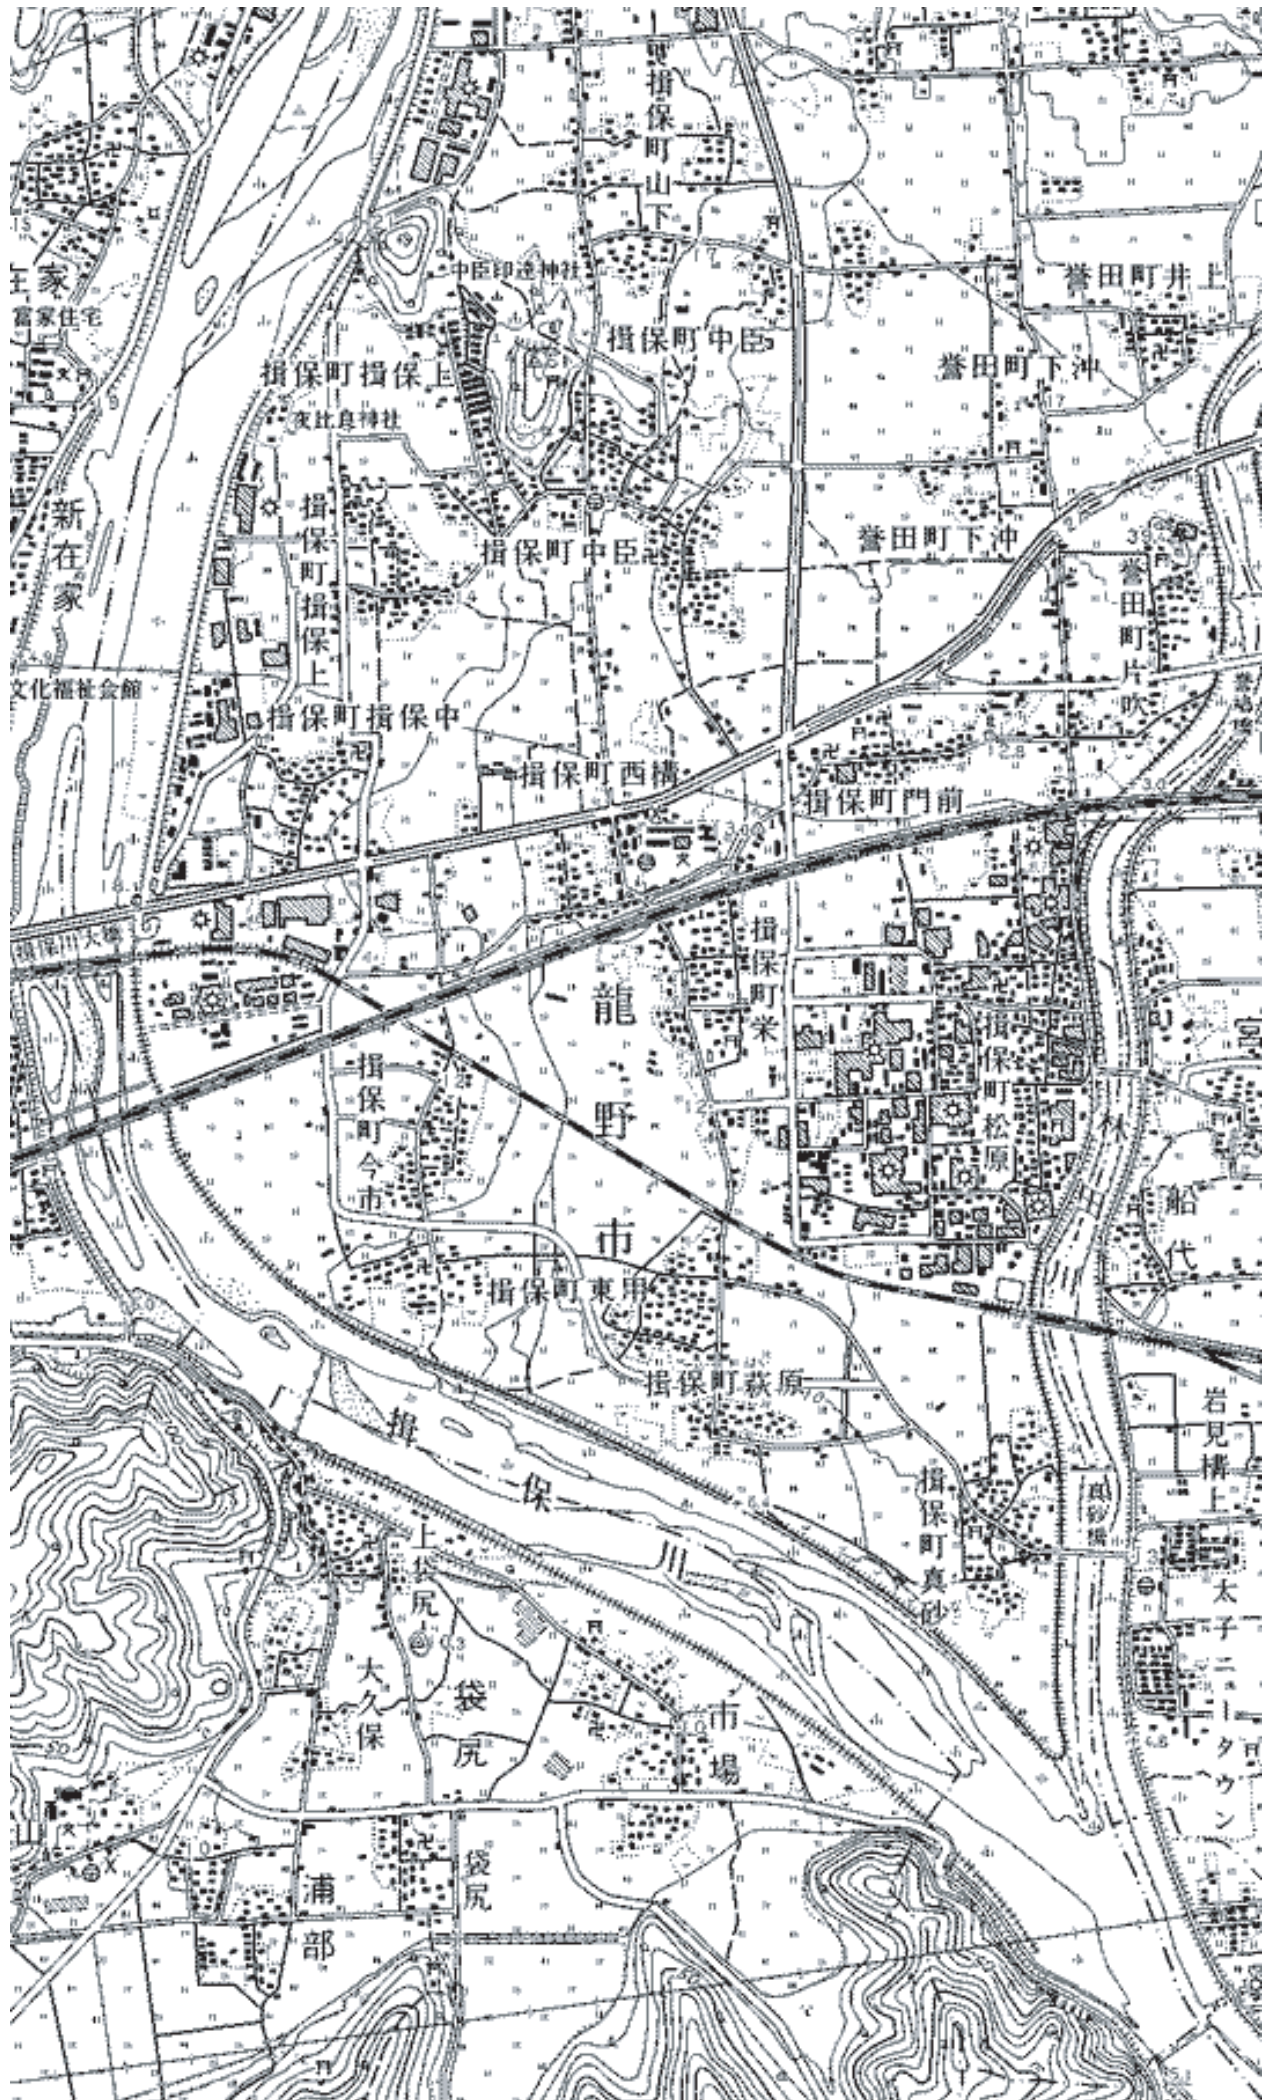 揖保町山下
中臣印達神社
誉田町井上
在家
富家住宅
揖保町中臣
揖保町揖保上
誉田町下沖
夜比良神社
新在家
揖保町揖保上
揖保町中臣
誉田町下沖
誉田町片吹
文化福祉会館
揖保町揖保中
揖保町西構
揖保町門前
揖保川大橋
揖保町栄
龍野市
揖保町松原
宮
揖保町今市
林田川
船代
揖保町東用
揖保町萩原
岩見構上
揖保川
揖保町真砂
真砂橋
上袋尻
太子ニュータウン
大久保
袋尻
市場
山
袋尻
浦部